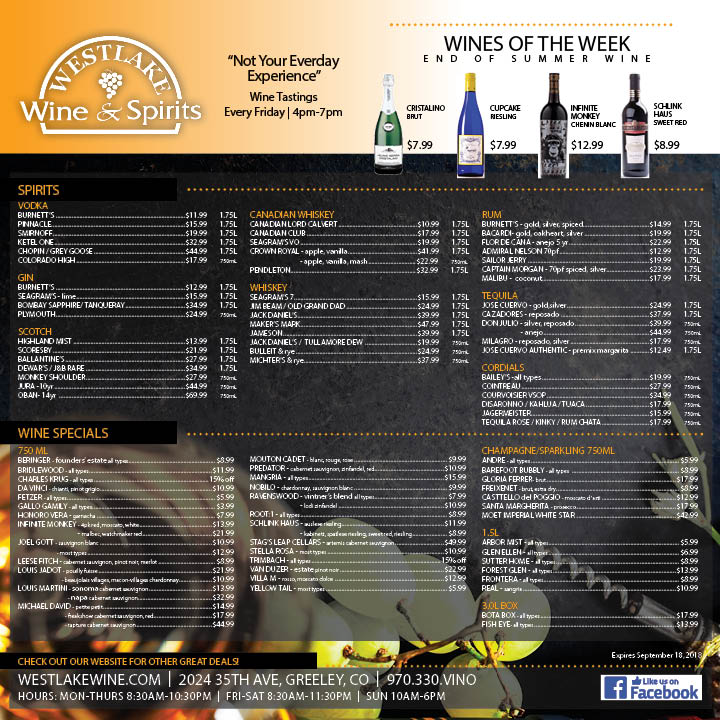 WESTLAKE
Wine & Spirits
“Not Your Everday
Experience”
Wine Tastings
Every Friday | 4pm-7pm
WINES OF THE WEEK
END OF SUMMER WINE
CRISTALINO
BRUT
$7.99
CUPCAKE
RIESLING
$7.99
INFINITE
MONKEY
CHENIN BLANC
$12.99
SCHLINK
HAUS
SWEET RED
$8.99
SPIRITS
VODKA
BURNETT'S $11.99 1.75L
PINNACLE $15.99 1.75L
SMIRNOFF $19.99 1.75L
KETEL ONE $32.99 1.75L
CHOPIN / GREY GOOSE $44.99 1.75L
COLORADO HIGH $17.99 750mL
GIN
BURNETT'S $12.99 1.75L
SEAGRAM'S - lime $15.99 1.75L
BOMBAY SAPPHIRE/ TANQUERAY $34.99 1.75L
PLYMOUTH $24.99 750mL
SCOTCH
HIGHLAND MIST $13.99 1.75L
SCORESBY $21.99 1.75L
BALLANTINE'S $27.99 1.75L
DEWAR'S / J&B RARE $34.99 1.75L
MONKEY SHOULDER $27.99 750mL
JURA -10yr $44.99 750mL
OBAN- 14yr $69.99 750mL
CANADIAN WHISKEY
CANADIAN LORD CALVERT $10.99 1.75L
CANADIAN CLUB $17.99 1.75L
SEAGRAM'S VO $19.99 1.75L
CROWN ROYAL - apple, vanilla $41.99 1.75L
- apple, vanilla, mash $22.99 750mL
PENDLETON $32.99 1.75L
WHISKEY
SEAGRAM'S 7 $15.99 1.75L
JIM BEAM / OLD GRAND DAD $24.99 1.75L
JACK DANIEL'S $39.99 1.75L
MAKER'S MARK $47.99 1.75L
JAMESON $39.99 1.75L
JACK DANIEL'S / TULLAMORE DEW $19.99 750mL
BULLEIT & rye $24.99 750mL
MICHTER'S & rye $37.99 750mL
RUM
BURNETT'S - gold, silver, spiced $14.99 1.75L
BACARDI- gold, oakheart, silver $19.99 1.75L
FLOR DE CANA - anejo 5 yr $22.99 1.75L
ADMIRAL NELSON 70pf $12.99 1.75L
SAILOR JERRY $19.99 1.75L
CAPTAIN MORGAN - 70pf spiced, silver $23.99 1.75L
MALIBU - coconut $17.99 1.75L
TEQUILA
JOSE CUERVO - gold,silver $24.99 1.75L
CAZADORES - reposado $37.99 1.75L
DON JULIO - silver, reposado $39.99 750mL
- anejo $44.99 750mL
MILAGRO - reposado, silver $17.99 750mL
JOSE CUERVO AUTHENTIC - premix margarita $12.49 1.75L
CORDIALS
BAILEY'S -all types $19.99 750mL
COINTREAU $27.99 750mL
COURVOISIER VSOP $34.99 750mL
DISARONNO / KAHLUA / TUACA $17.99 750mL
JAGERMEISTER $15.99 750mL
TEQUILA ROSE / KINKY / RUM CHATA $17.99 750mL
WINE SPECIALS
750 ML
BERINGER - founders' estate all types $8.99
BRIDLEWOOD - all types $11.99
CHARLES KRUG - all types 15% off
DA VINCI - chianti, pinot grigio $10.99
FETZER - all types $5.99
GALLO GAMILY - all types $3.99
HONORO VERA - garnacha $7.99
INFINITE MONKEY - a pik red, moscato, white $13.99
- malbec, watchmaker red $21.99
JOEL GOTT - sauvignon blanc $10.99
- most types $12.99
LEESE FITCH - cabernet sauvignon, pinot noir, merlot $8.99
LOUIS JADOT - pouilly fuisse $21.99
- beaujolais villages, macon-villages chardonnay $10.99
LOUIS MARTINI - sonoma cabernet sauvignon $13.99
- napa cabernet sauvignon $32.99
MICHAEL DAVID - petite petit $14.99
- freakshow cabernet sauvignon, red $17.99
- rapture cabernet sauvignon $44.99
MOUTON CADET - blanc, rouge, rose $9.99
PREDATOR - cabernet sauvignon, zinfandel, red $10.99
MANGRIA - all types $15.99
NOBILO - chardonnay, sauvignon blanc $9.99
RAVENSWOOD - vintner's blend all types $7.99
- lodi zinfandel $10.99
ROOT:1 - all types $8.99
SCHLINK HAUS - auslese riesling $11.99
- kabinett, spatlese riesling, sweet red, riesling $8.99
STAGS LEAP CELLARS - artemis cabernet sauvignon $49.99
STELLA ROSA - most types $10.99
TRIMBACH - all types 15% off
VAN DUZER - estate pinot noir $22.99
VILLA M - rosso, moscato dolce $12.99
YELLOW TAIL - most types $5.99
CHAMPAGNE/SPARKLING 750ML
ANDRE - all types $5.99
BAREFOOT BUBBLY - all types $8.99
GLORIA FERRER- brut $17.99
FREIXENET - brut, extra dry $8.99
CASTTELLO del POGGIO - moscato d'asti $12.99
SANTA MARGHERITA - prosecco $17.99
MOET IMPERIAL WHITE STAR $42.99
1.5L
ARBOR MIST - all types $5.99
GLEN ELLEN - all types $6.99
SUTTER HOME - all types $8.99
FOREST GLEN - all types $13.99
FRONTERA - all types $8.99
REAL - sangria $10.99
3.0L BOX
BOTA BOX - all types $17.99
FISH EYE- all types $13.99
Expires September 18, 2018
CHECK OUT OUR WEBSITE FOR OTHER GREAT DEALS!
WESTLAKEWINE.COM | 2024 35TH AVE, GREELEY, CO | 970.330.VINO
HOURS: MON-THURS 8:30AM-10:30PM | FRI-SAT 8:30AM-11:30PM | SUN 10AM-6PM
Like us on
Facebook